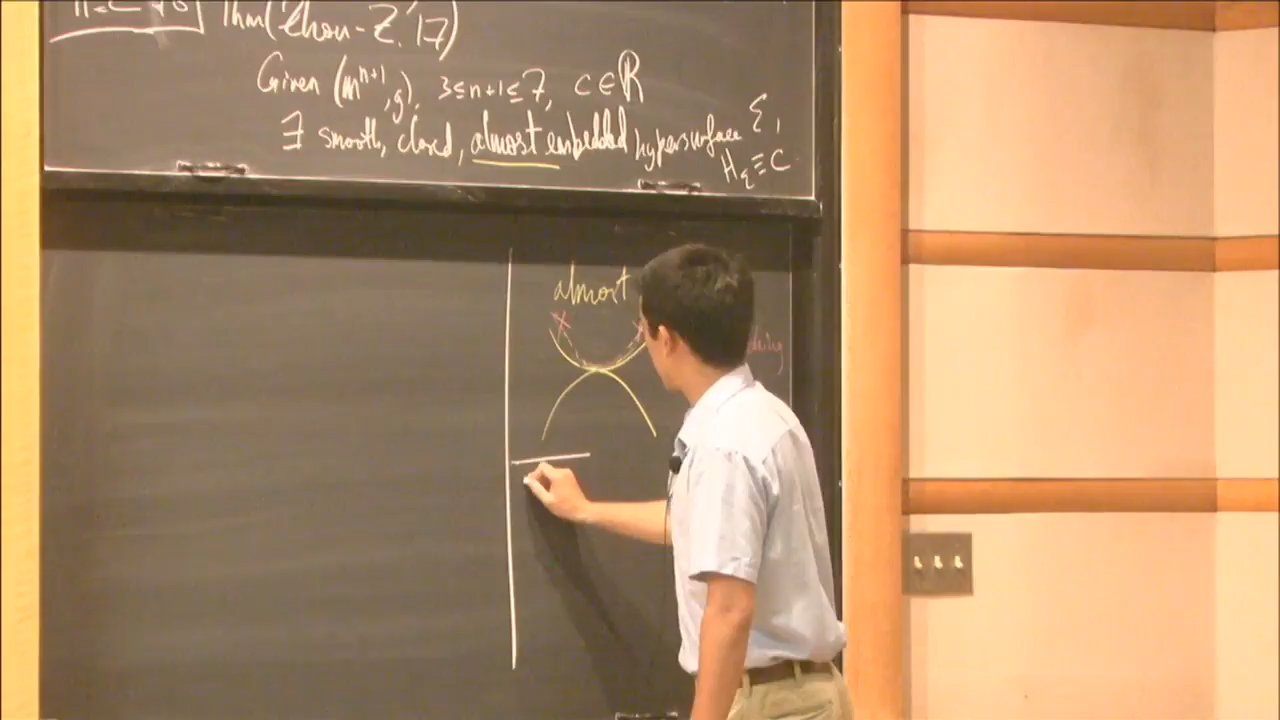 Thm (Zhou-Z. '17)
Given (M^{n+1}, g), 3≤n+1≤7, c∈ℝ
∃ smooth, closed, almost embedded hypersurface Σ,
H_Σ≡C
almost